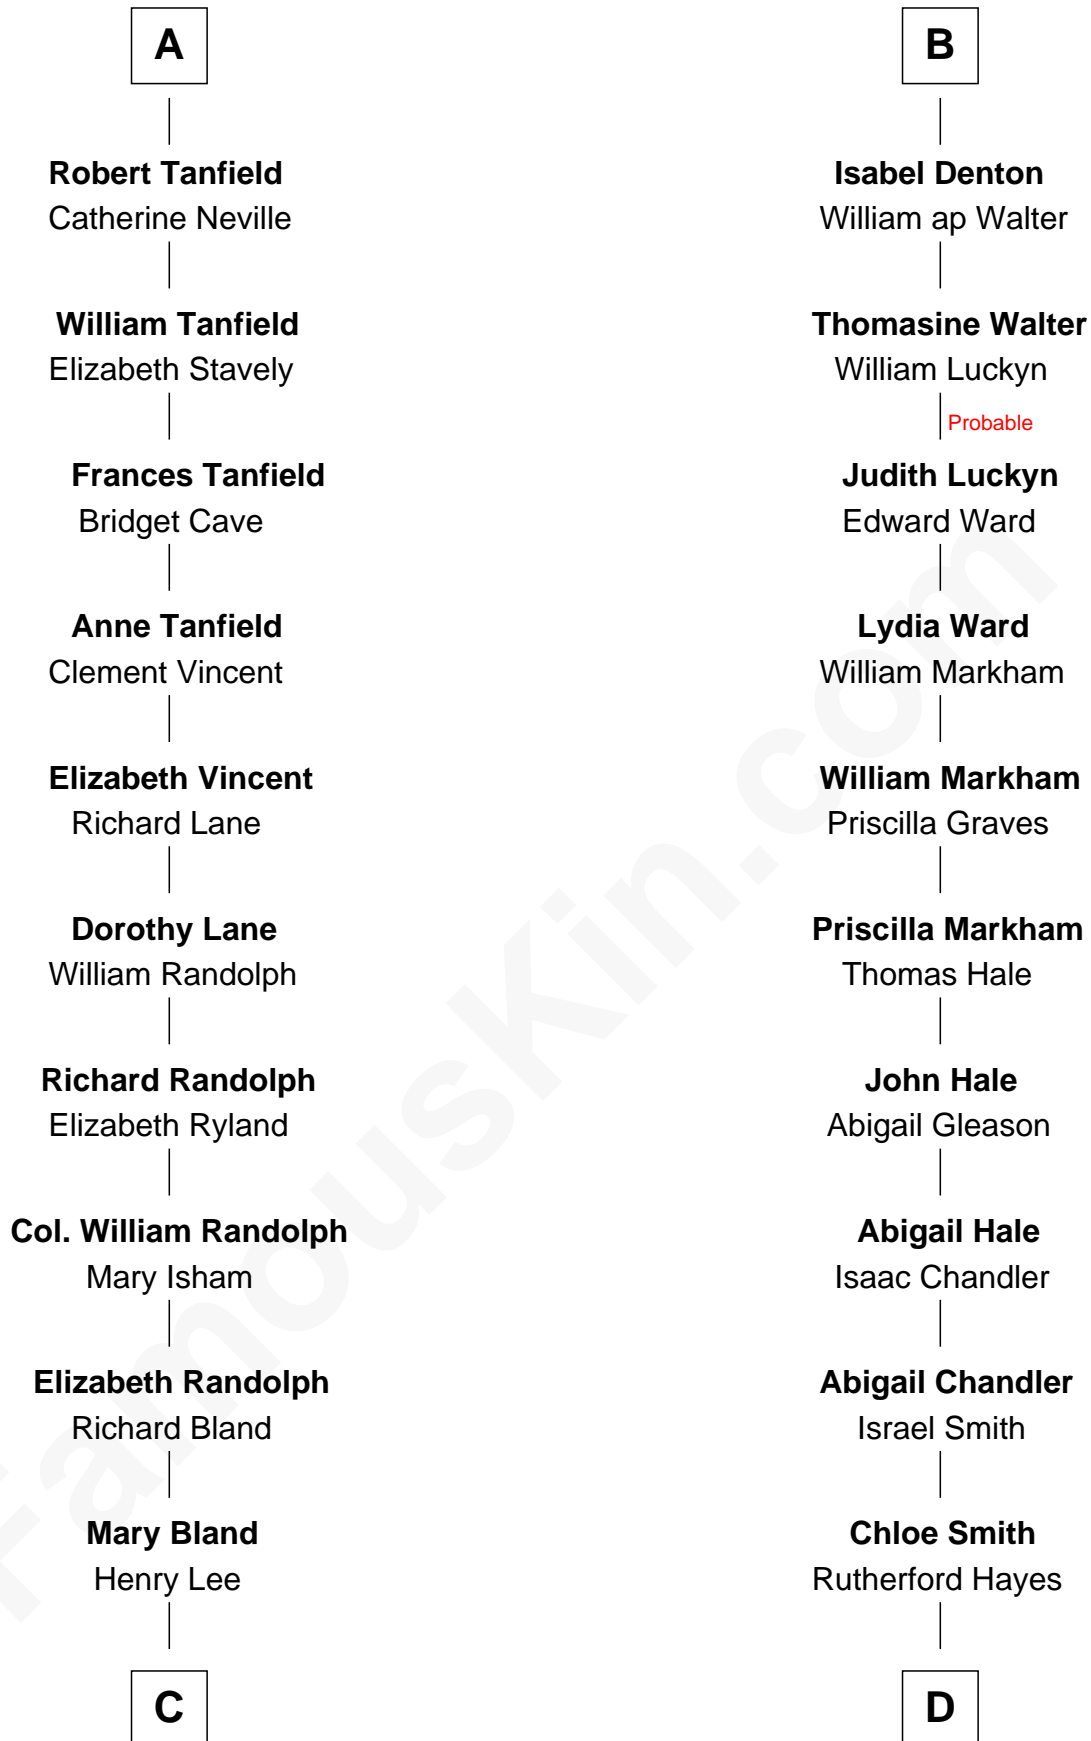 A
Robert Tanfield
Catherine Neville
William Tanfield
Elizabeth Stavely
Frances Tanfield
Bridget Cave
Anne Tanfield
Clement Vincent
Elizabeth Vincent
Richard Lane
Dorothy Lane
William Randolph
Richard Randolph
Elizabeth Ryland
Col. William Randolph
Mary Isham
Elizabeth Randolph
Richard Bland
Mary Bland
Henry Lee
C
B
Isabel Denton
William ap Walter
Thomasine Walter
William Luckyn
Probable
Judith Luckyn
Edward Ward
Lydia Ward
William Markham
William Markham
Priscilla Graves
Priscilla Markham
Thomas Hale
John Hale
Abigail Gleason
Abigail Hale
Isaac Chandler
Abigail Chandler
Israel Smith
Chloe Smith
Rutherford Hayes
D
FamousKin.com